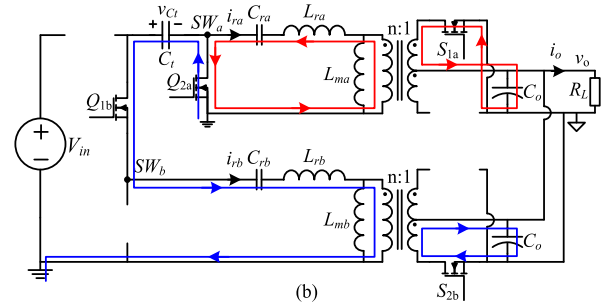 + v_Ct −
C_t
SW_a
i_ra
C_ra
L_ra
n:1
S_1a
i_o
v_o
Q_1b
Q_2a
L_ma
C_o
R_L
+
−
V_in
SW_b
i_rb
C_rb
L_rb
n:1
L_mb
C_o
S_2b
(b)